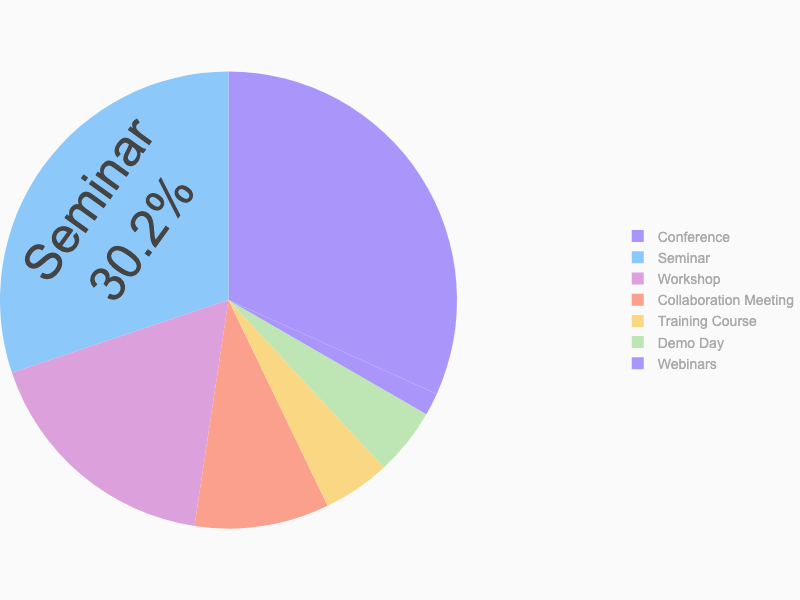 Seminar
30.2%
Conference
Seminar
Workshop
Collaboration Meeting
Training Course
Demo Day
Webinars